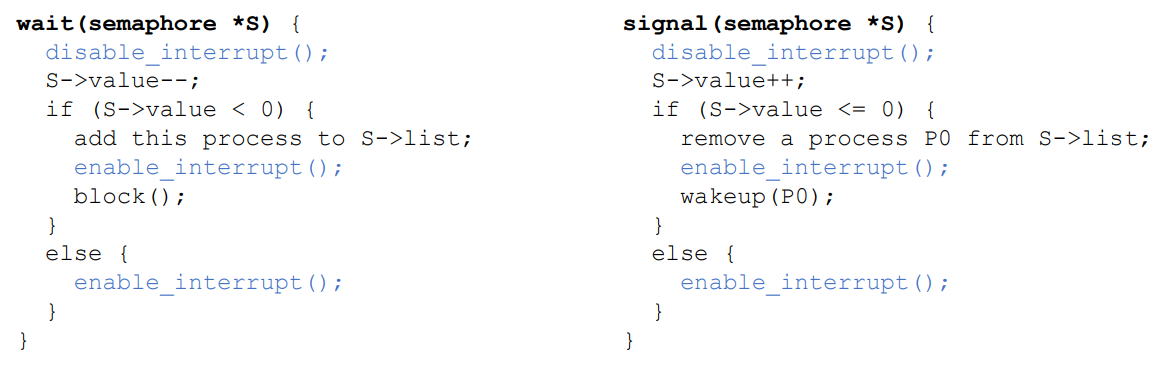 wait(semaphore *S) {
  disable_interrupt();
  S->value--;
  if (S->value < 0) {
    add this process to S->list;
    enable_interrupt();
    block();
  }
  else {
    enable_interrupt();
  }
}
signal(semaphore *S) {
  disable_interrupt();
  S->value++;
  if (S->value <= 0) {
    remove a process P0 from S->list;
    enable_interrupt();
    wakeup(P0);
  }
  else {
    enable_interrupt();
  }
}